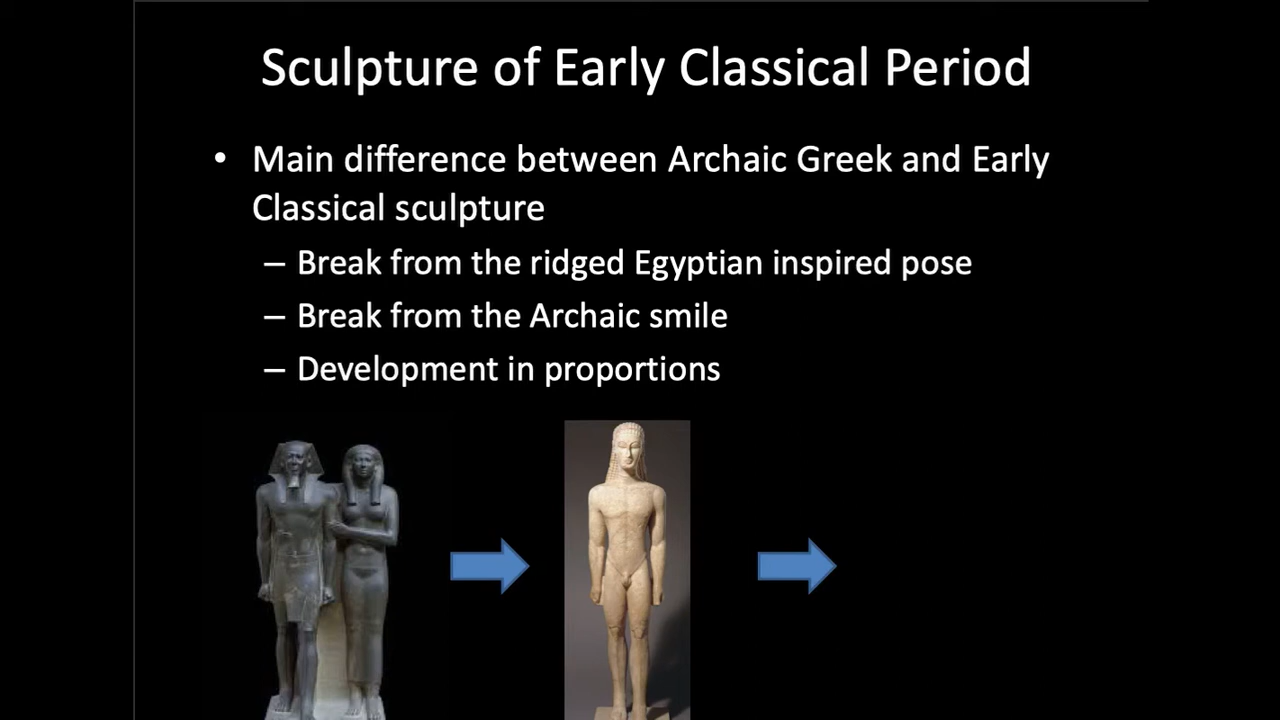 Sculpture of Early Classical Period
• Main difference between Archaic Greek and Early
Classical sculpture
– Break from the ridged Egyptian inspired pose
– Break from the Archaic smile
– Development in proportions